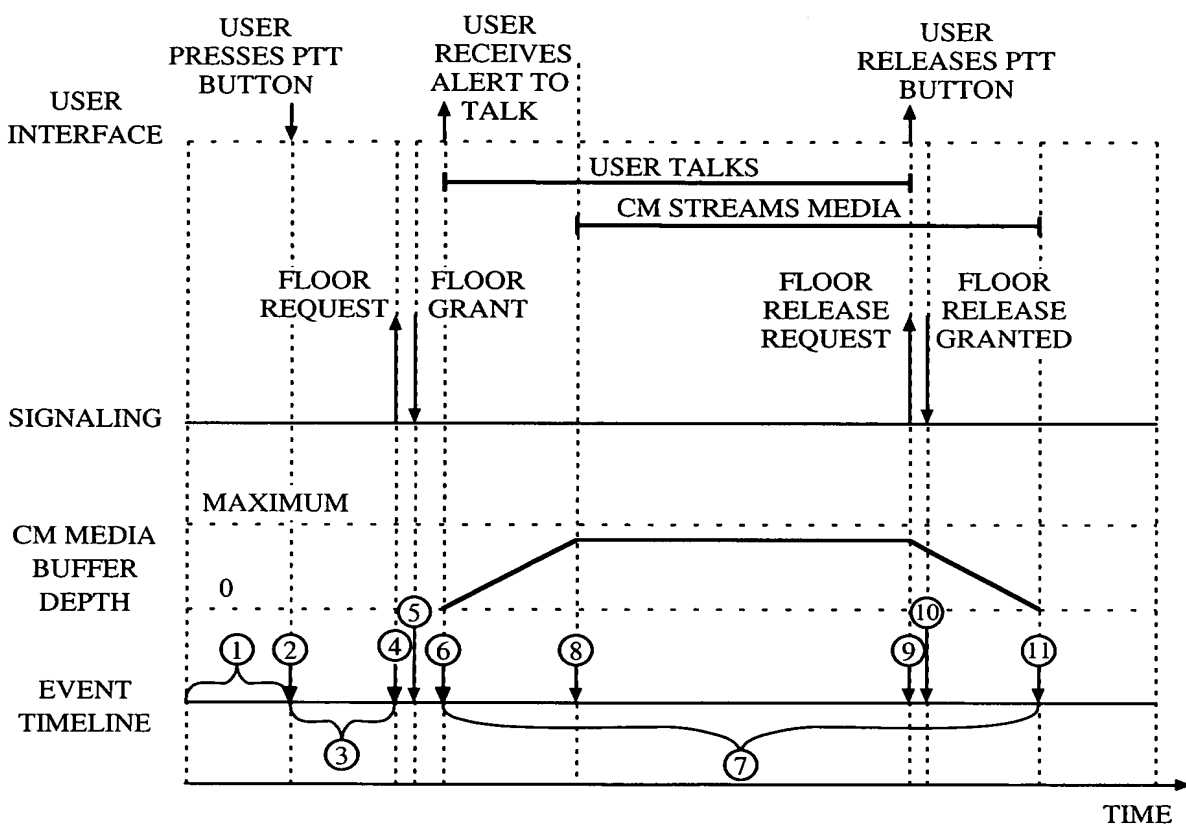 USER
PRESSES PTT
BUTTON
USER
RECEIVES
ALERT TO
TALK
USER
RELEASES PTT
BUTTON
USER
INTERFACE
USER TALKS
CM STREAMS MEDIA
FLOOR
REQUEST
FLOOR
GRANT
FLOOR
RELEASE
REQUEST
FLOOR
RELEASE
GRANTED
SIGNALING
MAXIMUM
CM MEDIA
BUFFER
DEPTH
0
1
2
3
4
5
6
7
8
9
10
11
EVENT
TIMELINE
TIME